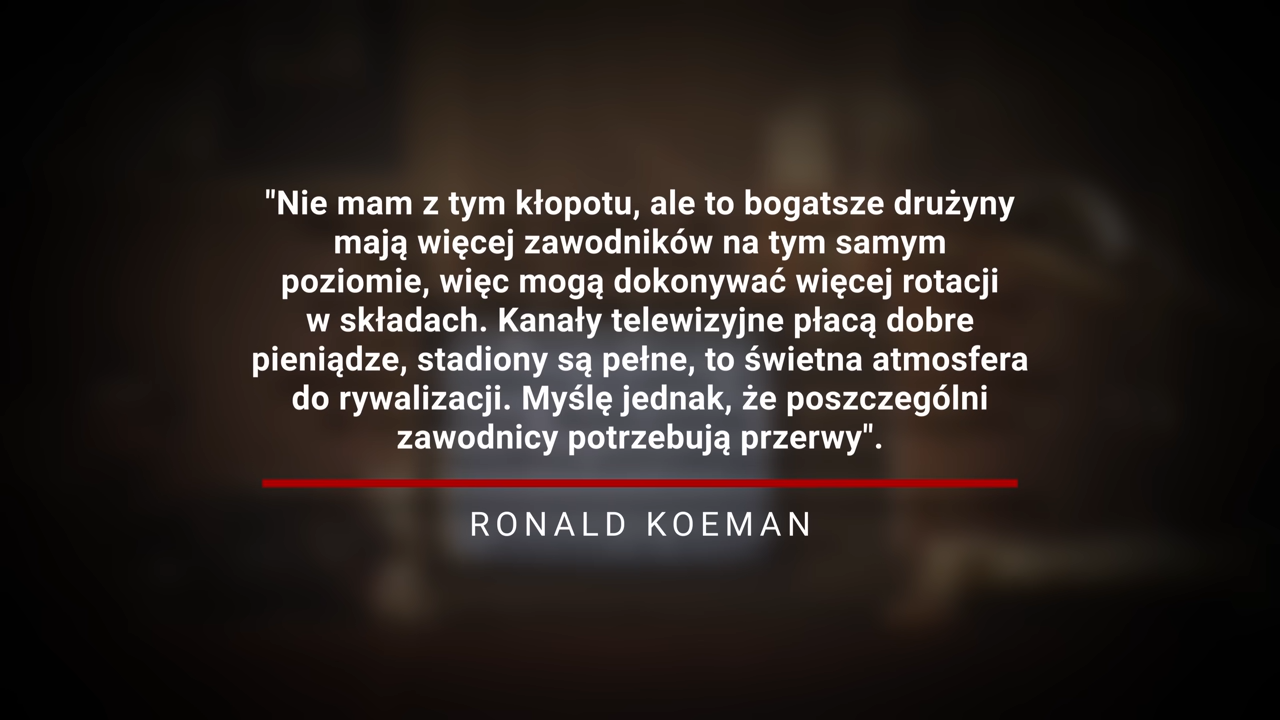 "Nie mam z tym kłopotu, ale to bogatsze drużyny
mają więcej zawodników na tym samym
poziomie, więc mogą dokonywać więcej rotacji
w składach. Kanały telewizyjne płacą dobre
pieniądze, stadiony są pełne, to świetna atmosfera
do rywalizacji. Myślę jednak, że poszczególni
zawodnicy potrzebują przerwy".
RONALD KOEMAN